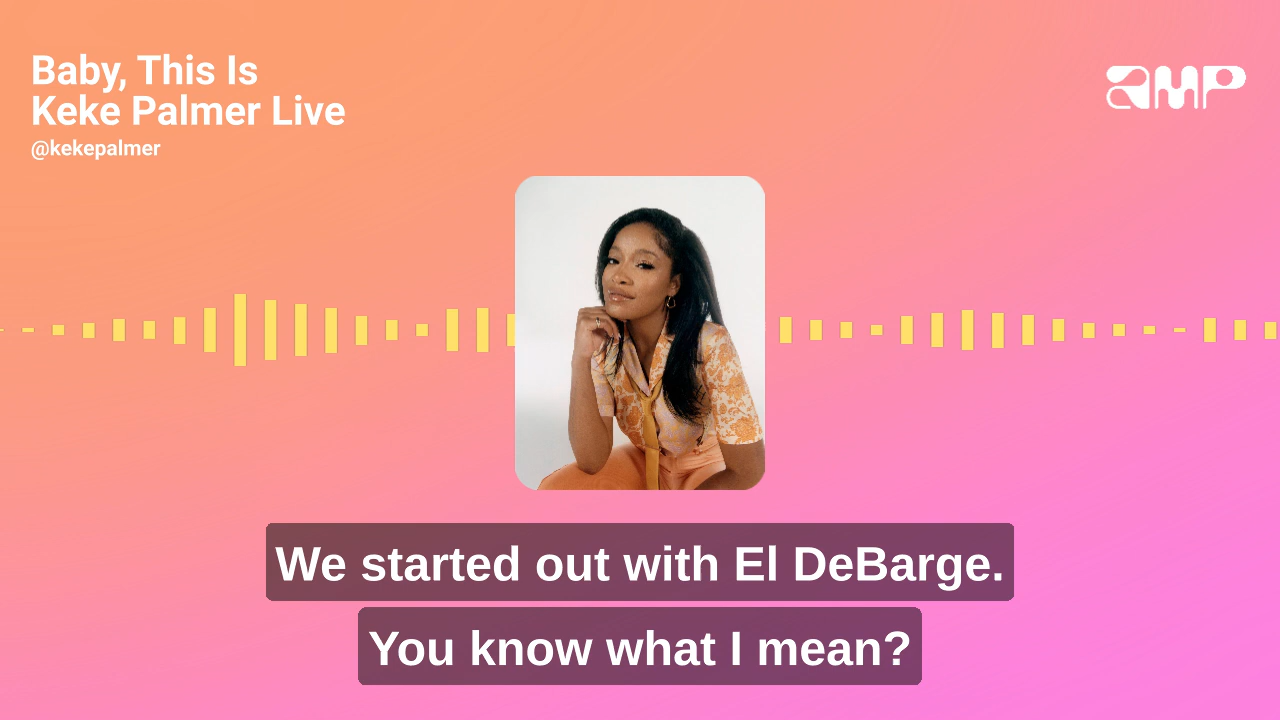 Baby, This Is
Keke Palmer Live
@kekepalmer
aMP
We started out with El DeBarge.
You know what I mean?